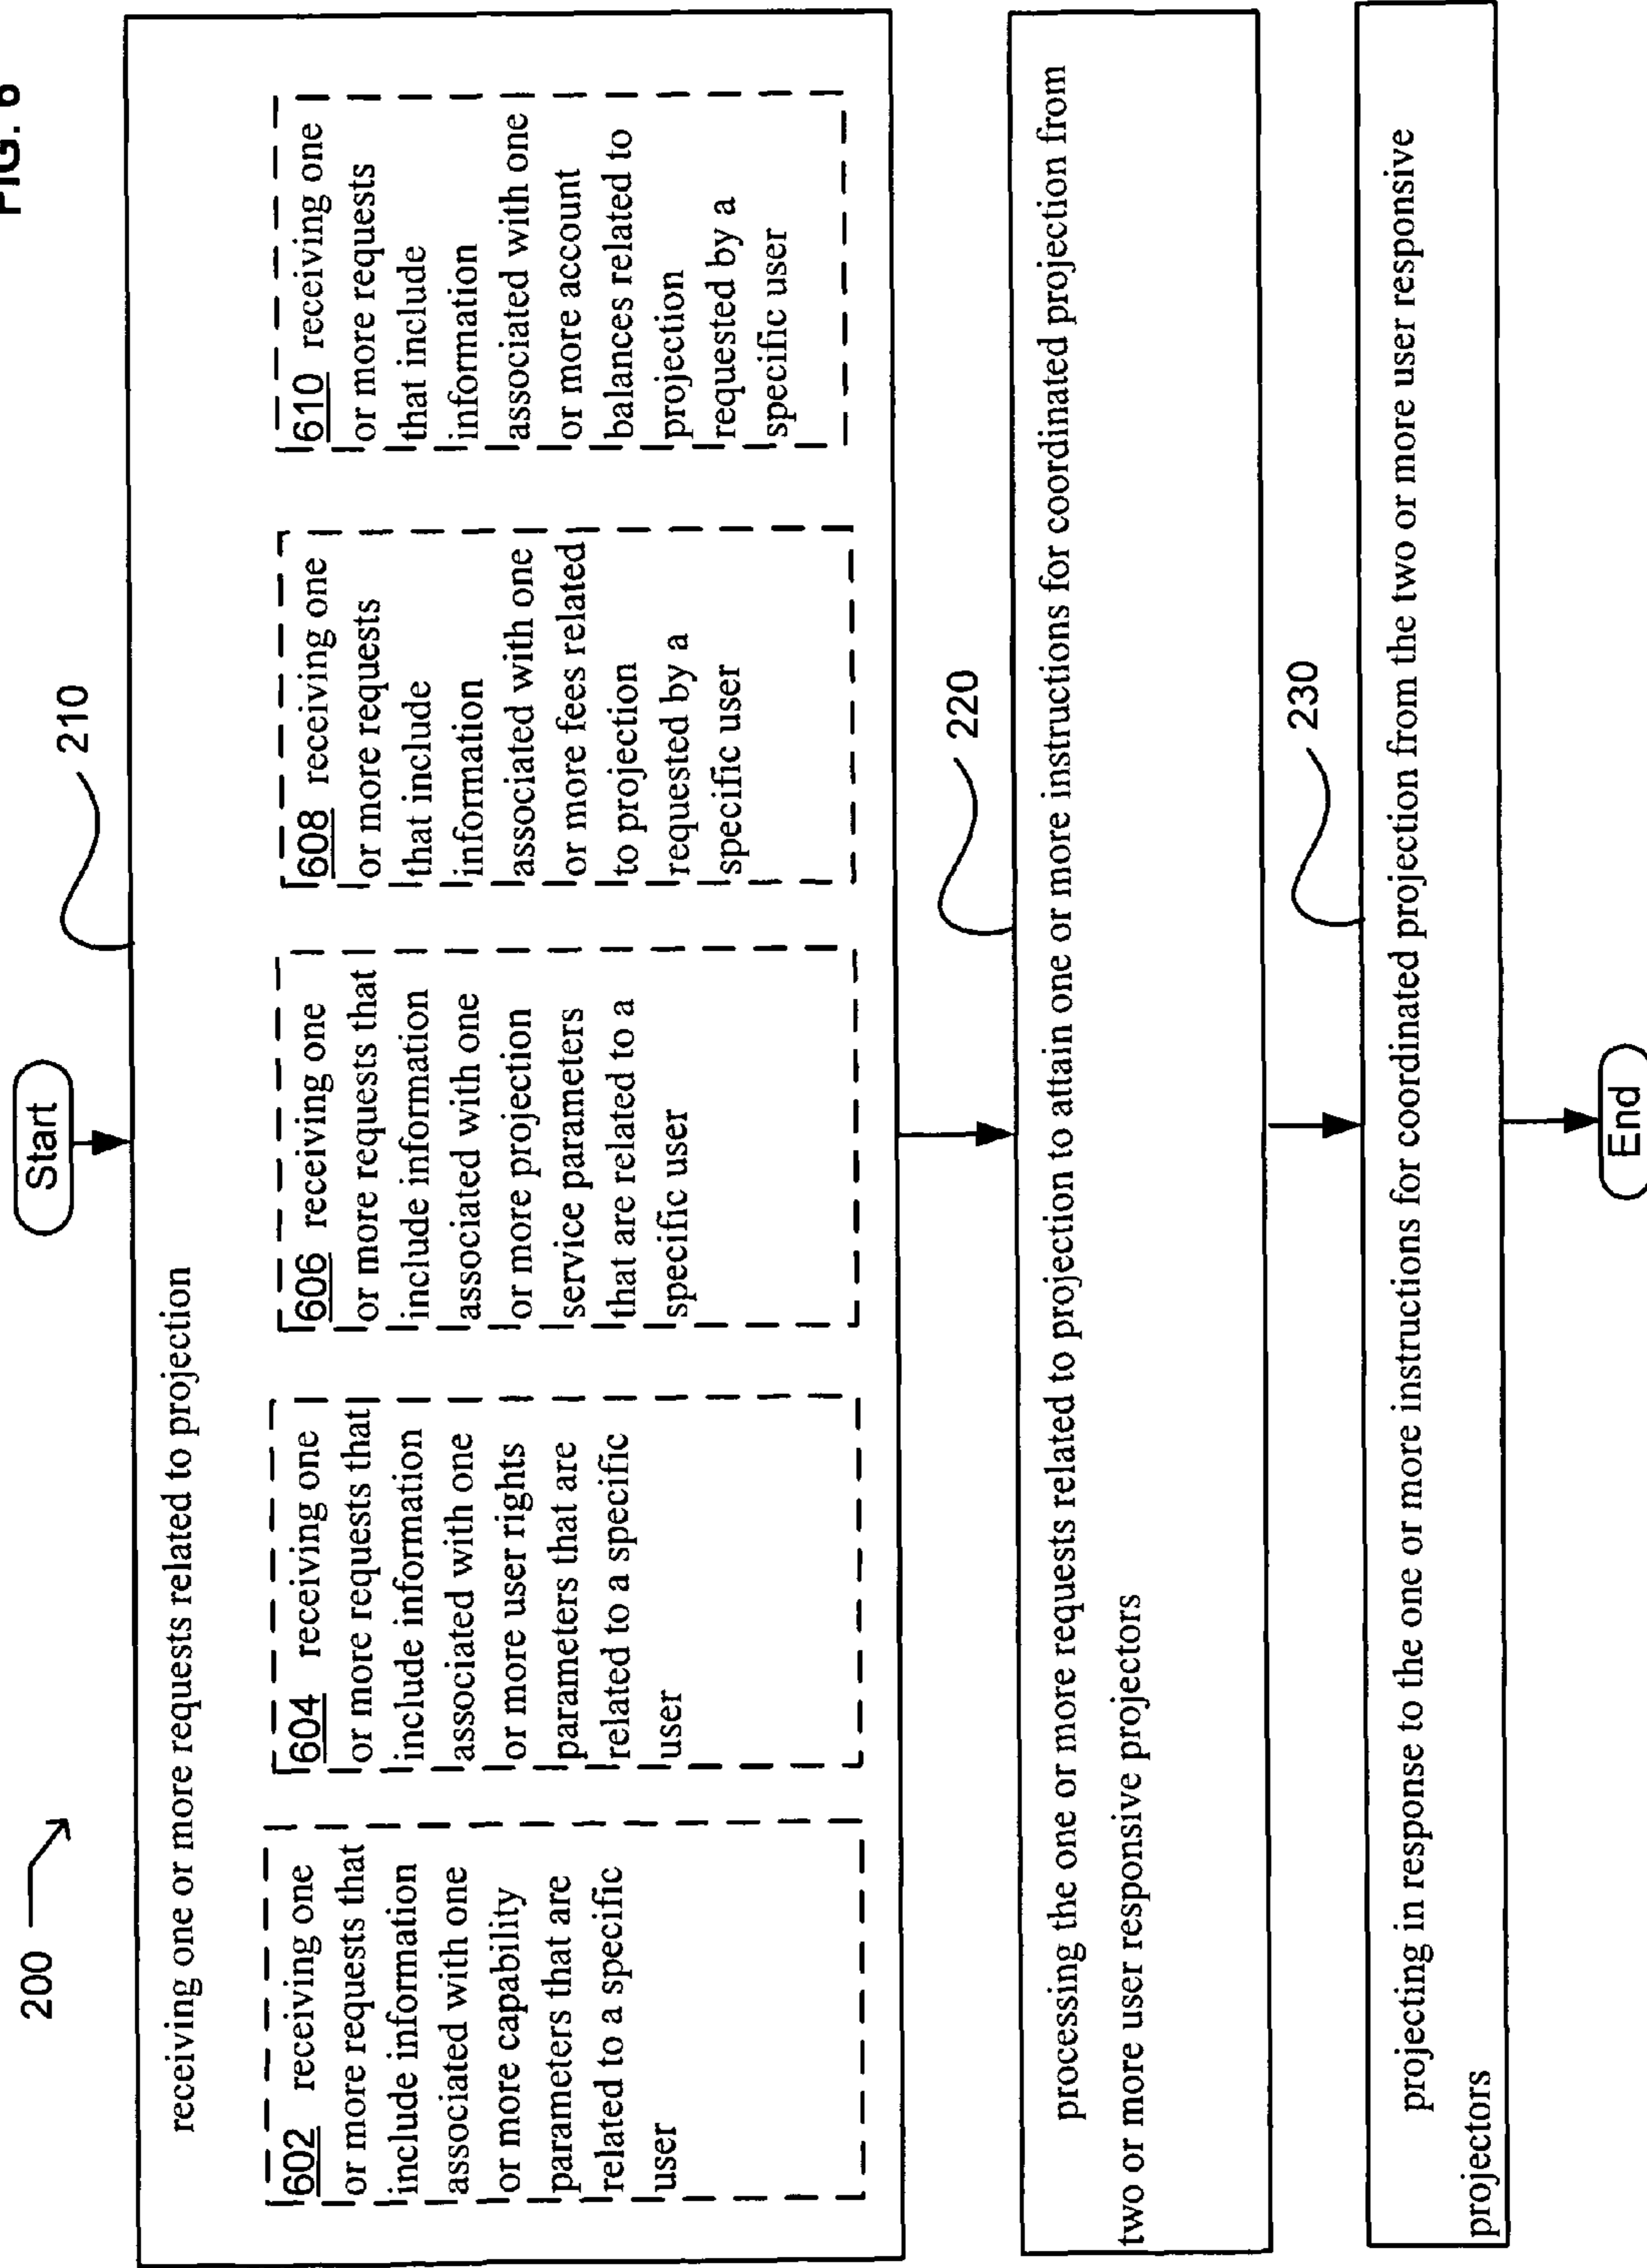 FIG. 6
200
Start
210
receiving one or more requests related to projection
602 receiving one
or more requests that
include information
associated with one
or more capability
parameters that are
related to a specific
user
604 receiving one
or more requests that
include information
associated with one
or more user rights
parameters that are
related to a specific
user
606 receiving one
or more requests that
include information
associated with one
or more projection
service parameters
that are related to a
specific user
608 receiving one
or more requests
that include
information
associated with one
or more fees related
to projection
requested by a
specific user
610 receiving one
or more requests
that include
information
associated with one
or more account
balances related to
projection
requested by a
specific user
220
processing the one or more requests related to projection to attain one or more instructions for coordinated projection from
two or more user responsive projectors
230
projecting in response to the one or more instructions for coordinated projection from the two or more user responsive
projectors
End